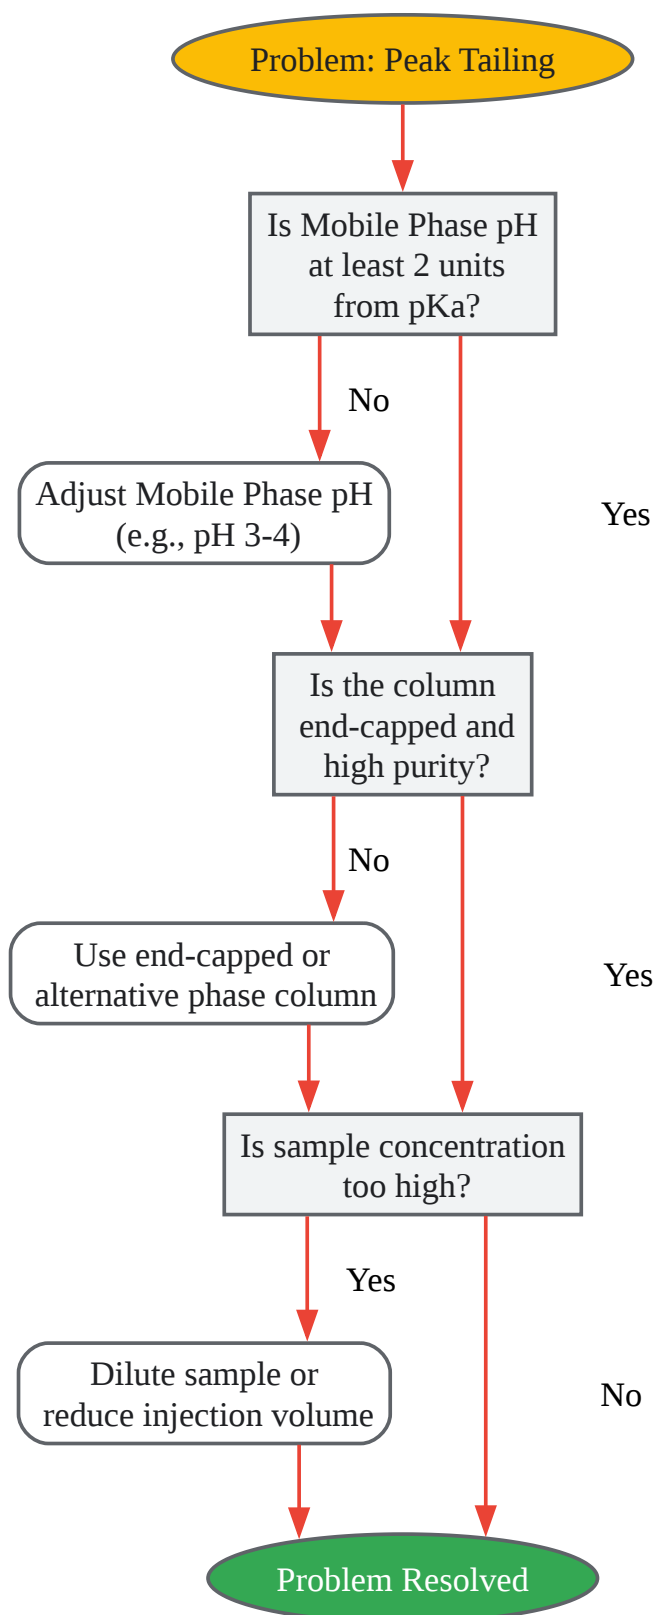 Problem: Peak Tailing
Is Mobile Phase pH
at least 2 units
from pKa?
No
Adjust Mobile Phase pH
(e.g., pH 3-4)
Yes
Is the column
end-capped and
high purity?
No
Use end-capped or
alternative phase column
Yes
Is sample concentration
too high?
Yes
Dilute sample or
reduce injection volume
No
Problem Resolved